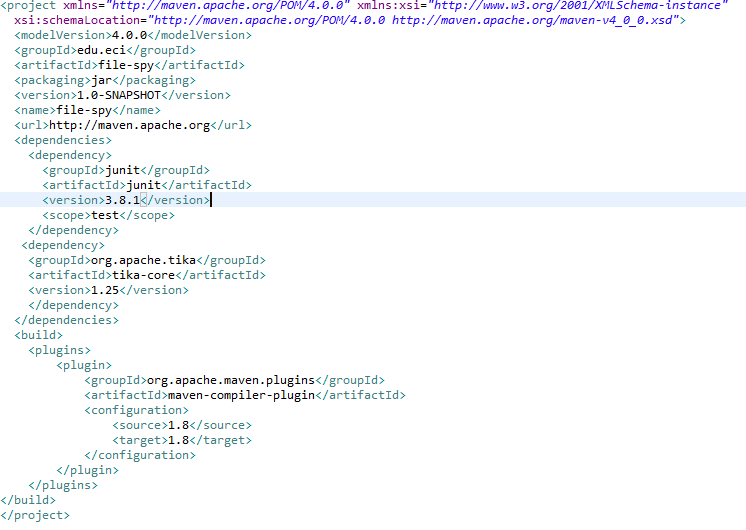 <project xmlns="http://maven.apache.org/POM/4.0.0" xmlns:xsi="http://www.w3.org/2001/XMLSchema-instance"
  xsi:schemaLocation="http://maven.apache.org/POM/4.0.0 http://maven.apache.org/maven-v4_0_0.xsd">
  <modelVersion>4.0.0</modelVersion>
  <groupId>edu.eci</groupId>
  <artifactId>file-spy</artifactId>
  <packaging>jar</packaging>
  <version>1.0-SNAPSHOT</version>
  <name>file-spy</name>
  <url>http://maven.apache.org</url>
  <dependencies>
    <dependency>
      <groupId>junit</groupId>
      <artifactId>junit</artifactId>
      <version>3.8.1</version>
      <scope>test</scope>
    </dependency>
   <dependency>
    <groupId>org.apache.tika</groupId>
    <artifactId>tika-core</artifactId>
    <version>1.25</version>
    </dependency>
  </dependencies>
  <build>
    <plugins>
        <plugin>
            <groupId>org.apache.maven.plugins</groupId>
            <artifactId>maven-compiler-plugin</artifactId>
            <configuration>
                <source>1.8</source>
                <target>1.8</target>
            </configuration>
        </plugin>
    </plugins>
</build>
</project>